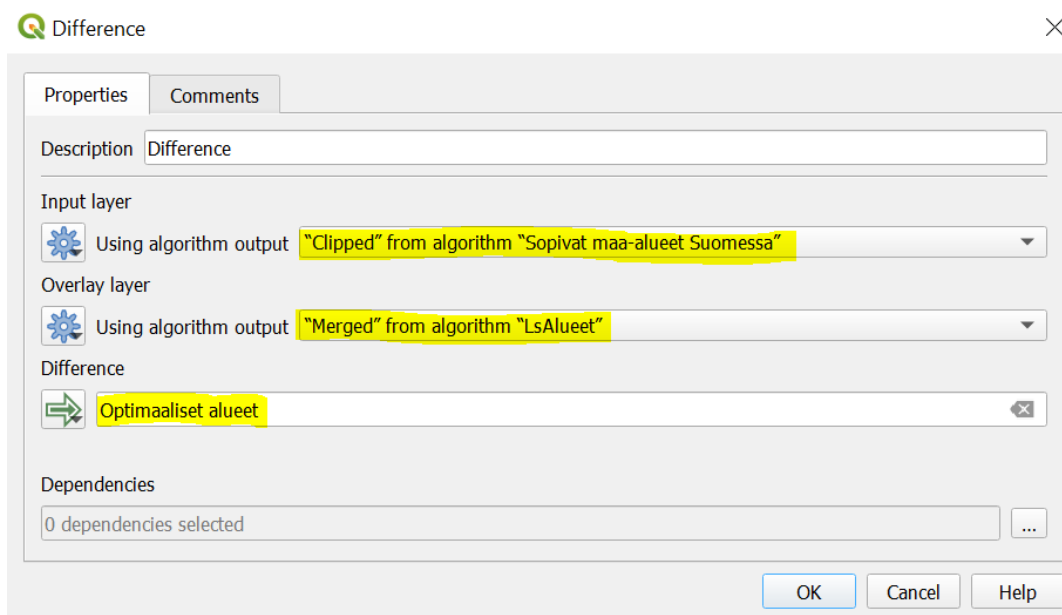 Difference
Properties
Comments
Description Difference
Input layer
Using algorithm output “Clipped” from algorithm “Sopivat maa-alueet Suomessa”
Overlay layer
Using algorithm output “Merged” from algorithm “LsAlueet”
Difference
Optimaaliset alueet
Dependencies
0 dependencies selected
...
OK
Cancel
Help